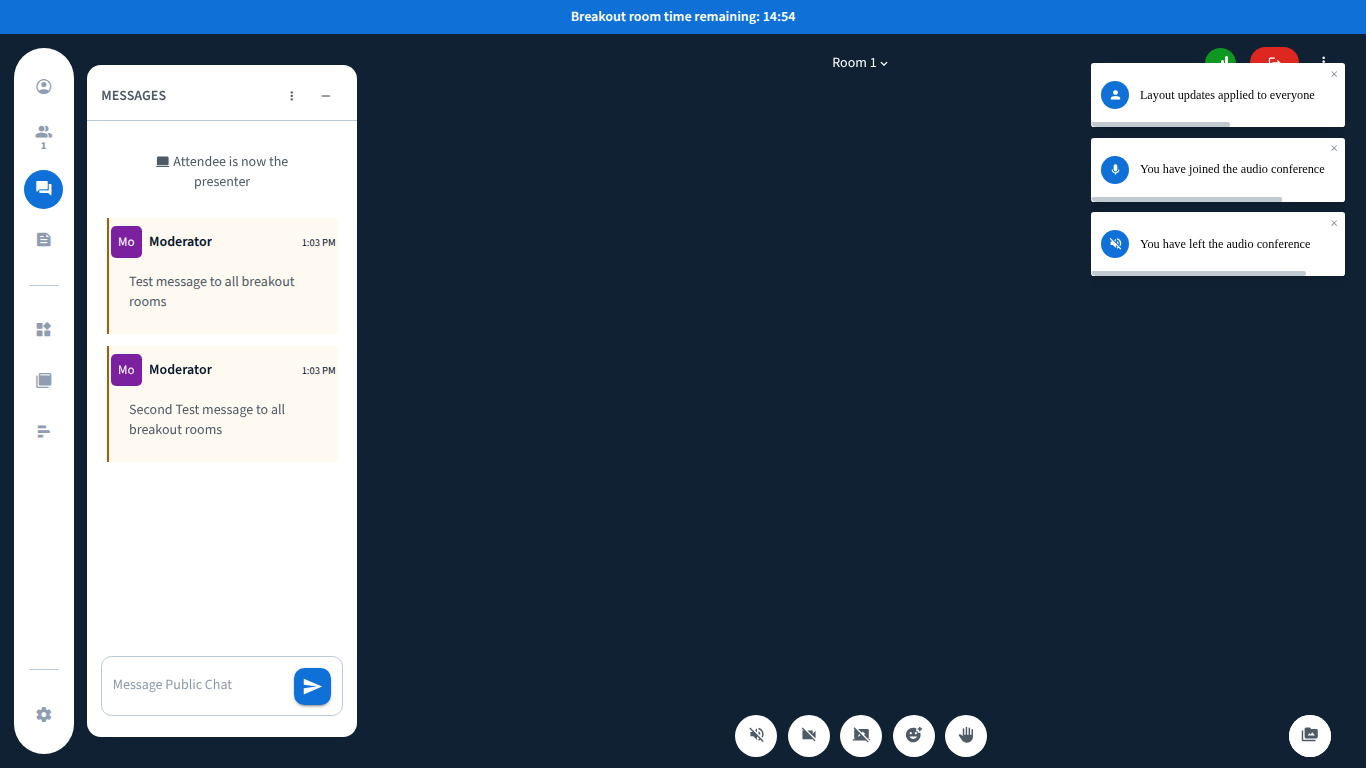 Breakout room time remaining: 14:54
Room 1
1
MESSAGES
Attendee is now the
presenter
Mo Moderator 1:03 PM
Test message to all breakout
rooms
Mo Moderator 1:03 PM
Second Test message to all
breakout rooms
Message Public Chat
Layout updates applied to everyone
You have joined the audio conference
You have left the audio conference